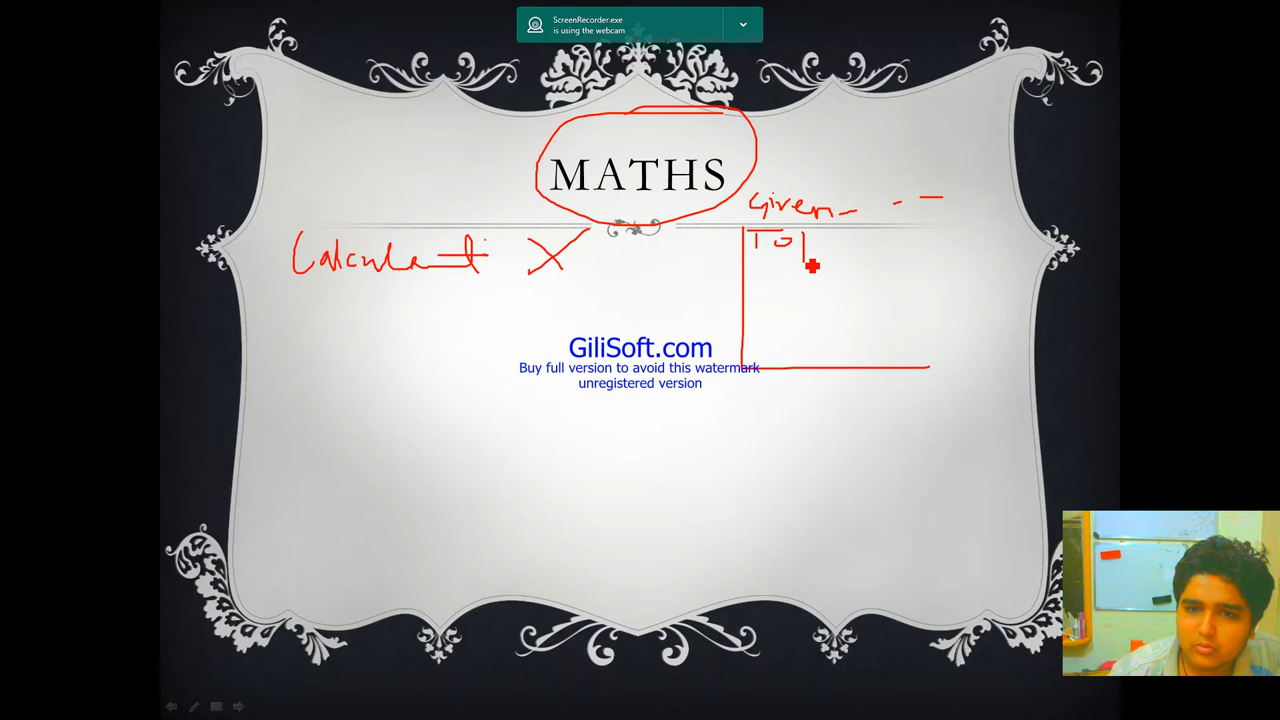 ScreenRecorder.exe
is using the webcam
MATHS
Given- - -
Calculat X
To
GiliSoft.com
Buy full version to avoid this watermark
unregistered version